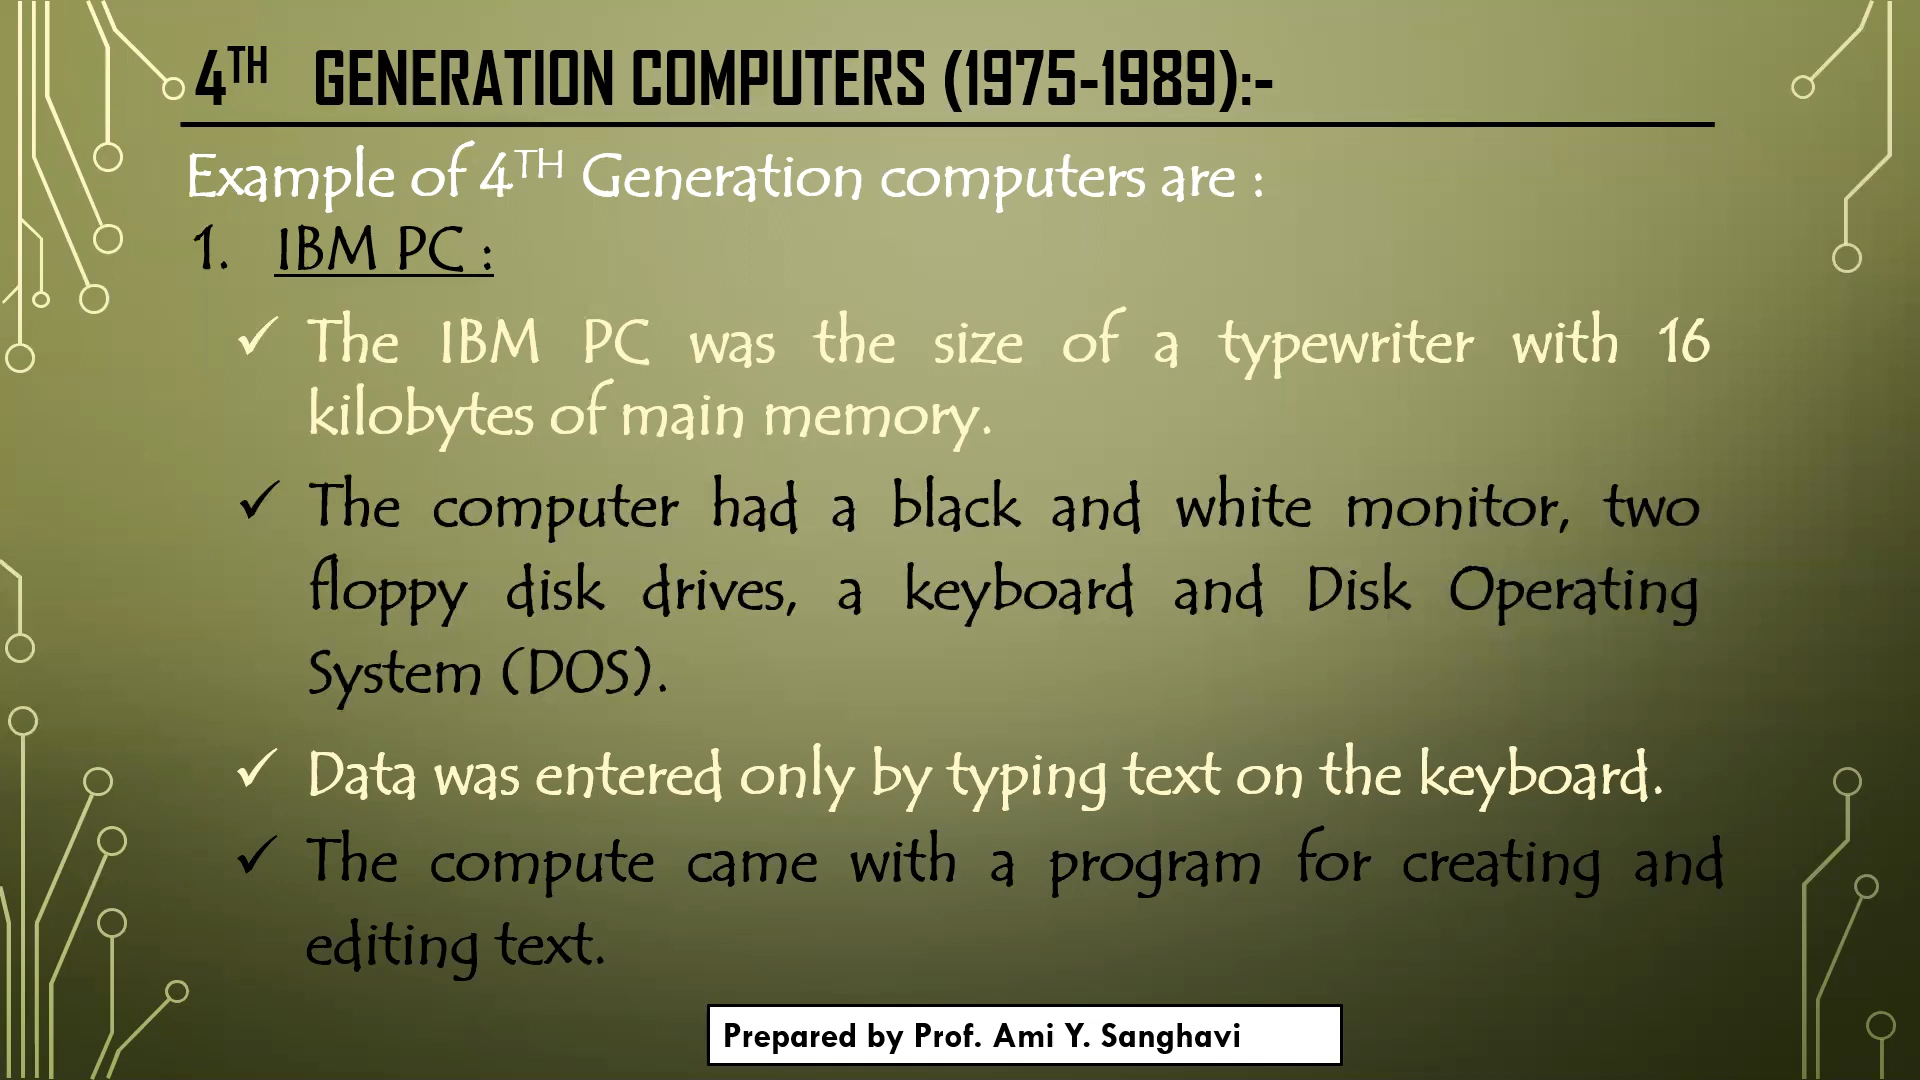 4TH GENERATION COMPUTERS (1975-1989):-
Example of 4TH Generation computers are :
1. IBM PC :
✓ The IBM PC was the size of a typewriter with 16
kilobytes of main memory.
✓ The computer had a black and white monitor, two
floppy disk drives, a keyboard and Disk Operating
System (DOS).
✓ Data was entered only by typing text on the keyboard.
✓ The compute came with a program for creating and
editing text.
Prepared by Prof. Ami Y. Sanghavi